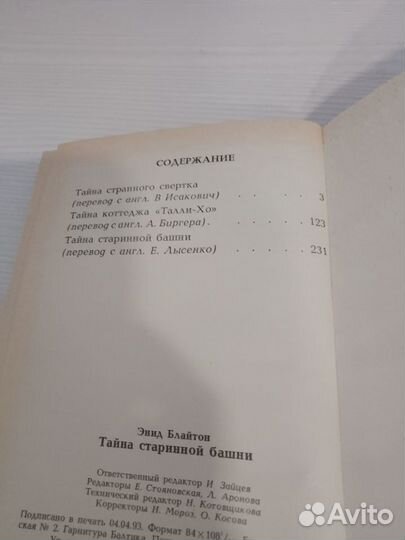 СОДЕРЖАНИЕ
Тайна странного свертка
(перевод с англ. В Исакович) . . . . 3
Тайна коттеджа «Талли-Хо»
(перевод с англ. А. Биргера). . . . . 123
Тайна старинной башни
(перевод с англ. Е. Лысенко) . . . . 231
Энид Блайтон
Тайна старинной башни
Ответственный редактор И Зайцев
Редакторы Е. Стояновская, Л. Аронова
Технический редактор Н. Котовщикова
Корректоры Н. Мороз, О. Косова
Подписано в печать 04.04.93. Формат 84×108
ская № 2. Гарнитура Балтика.
Avito